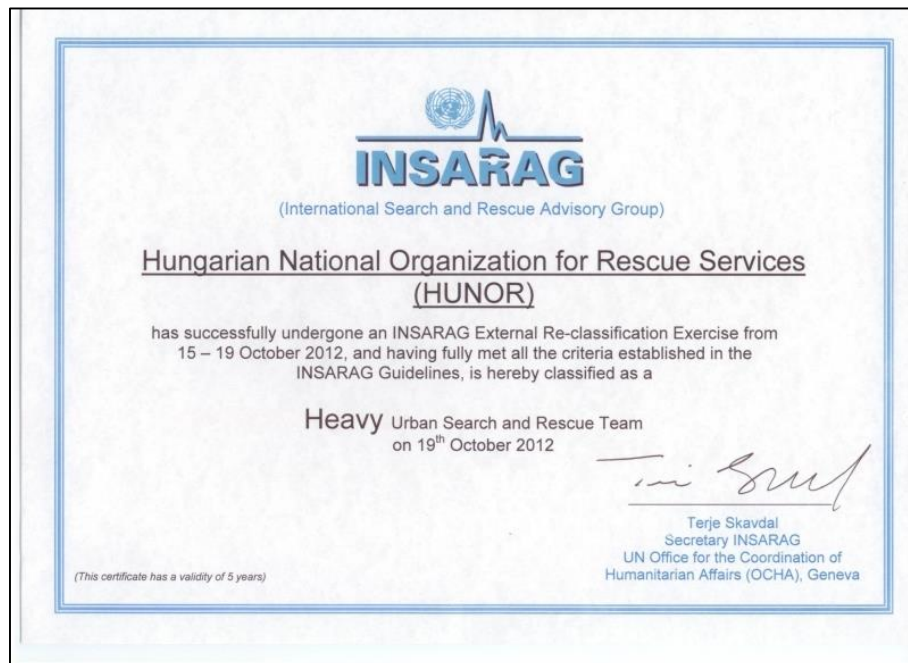 INSARAG
(International Search and Rescue Advisory Group)
Hungarian National Organization for Rescue Services
(HUNOR)
has successfully undergone an INSARAG External Re-classification Exercise from
15 – 19 October 2012, and having fully met all the criteria established in the
INSARAG Guidelines, is hereby classified as a
Heavy Urban Search and Rescue Team
on 19th October 2012
Terje Skavdal
Secretary INSARAG
UN Office for the Coordination of
Humanitarian Affairs (OCHA), Geneva
(This certificate has a validity of 5 years)